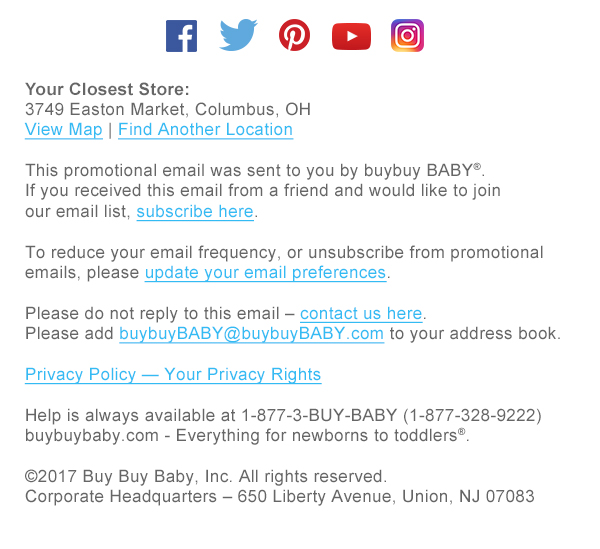 Your Closest Store:
3749 Easton Market, Columbus, OH
View Map | Find Another Location
This promotional email was sent to you by buybuy BABY®.
If you received this email from a friend and would like to join
our email list, subscribe here.
To reduce your email frequency, or unsubscribe from promotional
emails, please update your email preferences.
Please do not reply to this email – contact us here.
Please add buybuyBABY@buybuyBABY.com to your address book.
Privacy Policy — Your Privacy Rights
Help is always available at 1-877-3-BUY-BABY (1-877-328-9222)
buybuybaby.com - Everything for newborns to toddlers®.
©2017 Buy Buy Baby, Inc. All rights reserved.
Corporate Headquarters – 650 Liberty Avenue, Union, NJ 07083